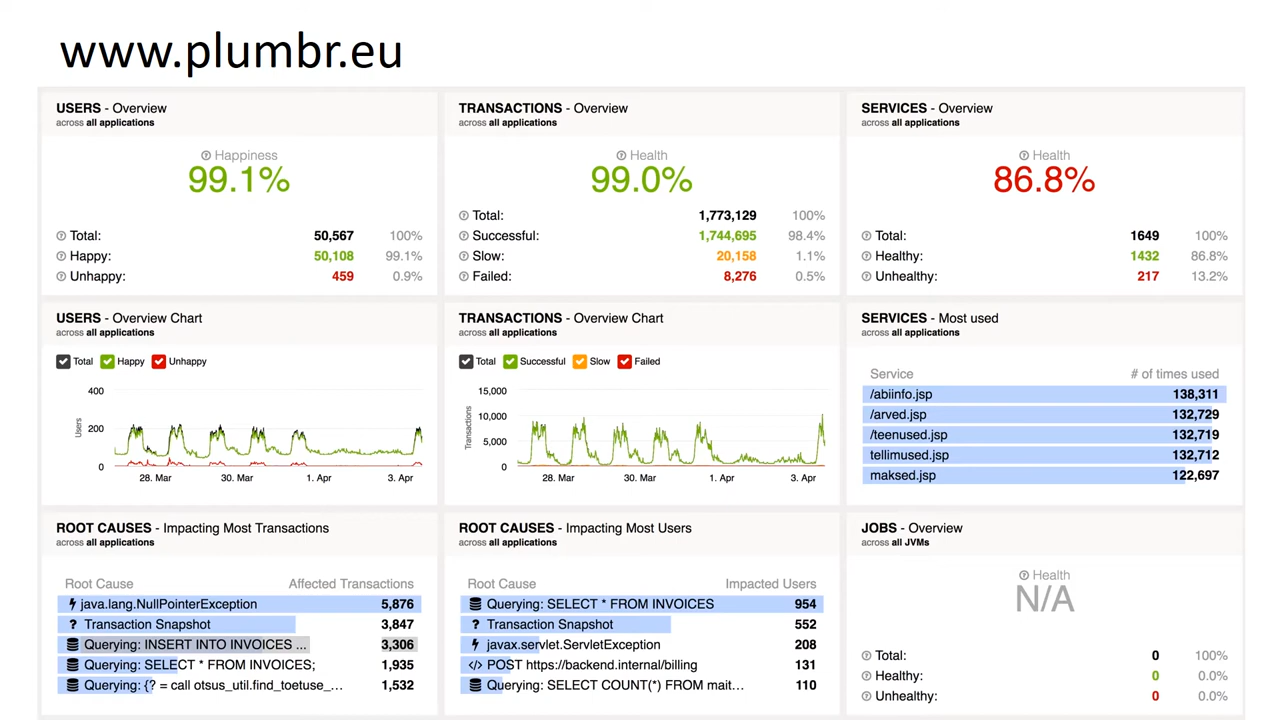 www.plumbr.eu
USERS - Overview
across all applications
Happiness
99.1%
Total: 50,567 100%
Happy: 50,108 99.1%
Unhappy: 459 0.9%
TRANSACTIONS - Overview
across all applications
Health
99.0%
Total: 1,773,129 100%
Successful: 1,744,695 98.4%
Slow: 20,158 1.1%
Failed: 8,276 0.5%
SERVICES - Overview
across all applications
Health
86.8%
Total: 1649 100%
Healthy: 1432 86.8%
Unhealthy: 217 13.2%
USERS - Overview Chart
across all applications
Total Happy Unhappy
400
200
0
Users
28. Mar 30. Mar 1. Apr 3. Apr
TRANSACTIONS - Overview Chart
across all applications
Total Successful Slow Failed
15,000
10,000
5,000
0
Transactions
28. Mar 30. Mar 1. Apr 3. Apr
SERVICES - Most used
across all applications
Service # of times used
/abiinfo.jsp 138,311
/arved.jsp 132,729
/teenused.jsp 132,719
tellimused.jsp 132,712
maksed.jsp 122,697
ROOT CAUSES - Impacting Most Transactions
across all applications
Root Cause Affected Transactions
java.lang.NullPointerException 5,876
? Transaction Snapshot 3,847
Querying: INSERT INTO INVOICES ... 3,306
Querying: SELECT * FROM INVOICES; 1,935
Querying: {? = call otsus_util.find_toetuse_... 1,532
ROOT CAUSES - Impacting Most Users
across all applications
Root Cause Impacted Users
Querying: SELECT * FROM INVOICES 954
? Transaction Snapshot 552
javax.servlet.ServletException 208
</> POST https://backend.internal/billing 131
Querying: SELECT COUNT(*) FROM mait... 110
JOBS - Overview
across all JVMs
Health
N/A
Total: 0 100%
Healthy: 0 0.0%
Unhealthy: 0 0.0%